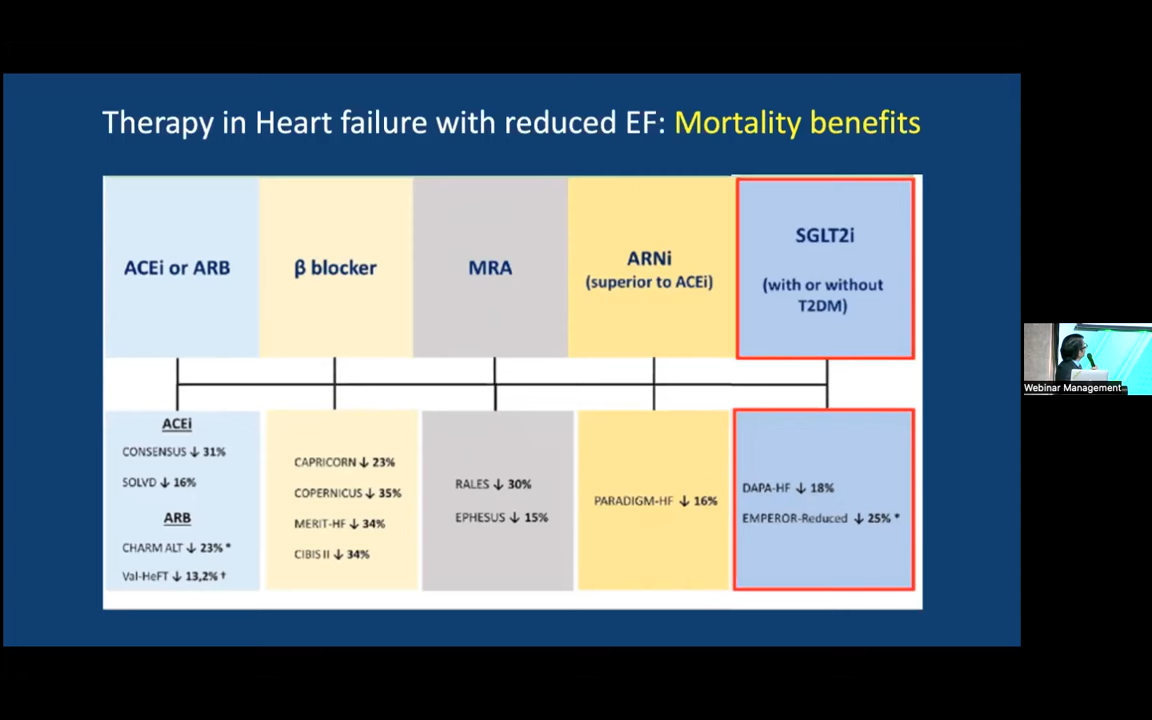 Therapy in Heart failure with reduced EF: Mortality benefits
ACEi or ARB
β blocker
MRA
ARNi
(superior to ACEi)
SGLT2i
(with or without
T2DM)
ACEi
CONSENSUS ↓ 31%
SOLVD ↓ 16%
ARB
CHARM ALT ↓ 23% *
Val-HeFT ↓ 13,2% †
CAPRICORN ↓ 23%
COPERNICUS ↓ 35%
MERIT-HF ↓ 34%
CIBIS II ↓ 34%
RALES ↓ 30%
EPHESUS ↓ 15%
PARADIGM-HF ↓ 16%
DAPA-HF ↓ 18%
EMPEROR-Reduced ↓ 25% *
Webinar Management...